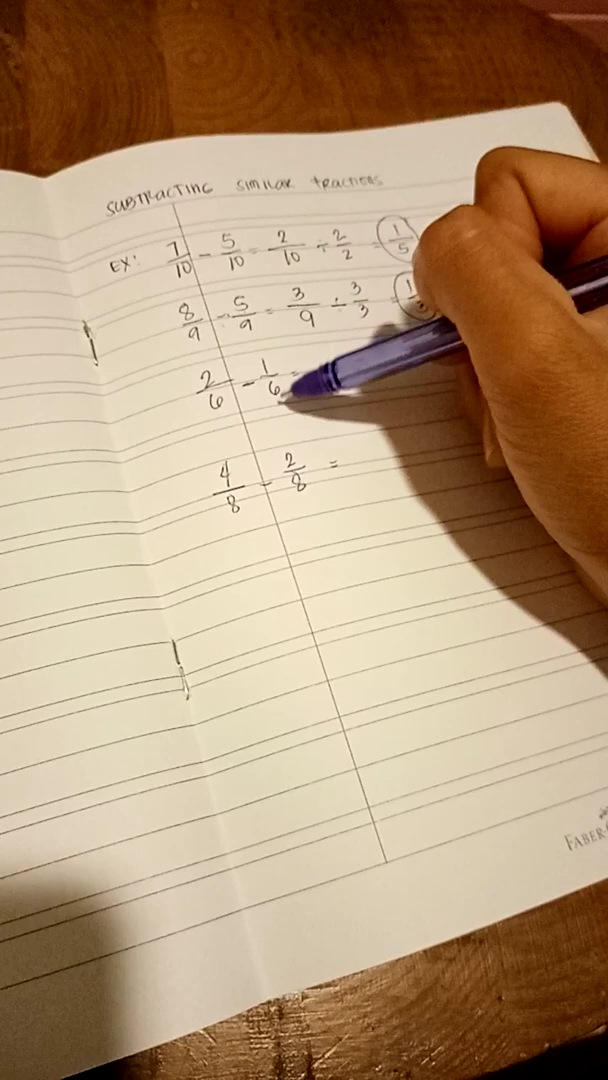 SUBTRACTING SIMILAR fractions
EX: 7/10 - 5/10 = 2/10 ÷ 2/2 = 1/5
8/9 - 5/9 = 3/9 ÷ 3/3 = 1/
2/6 - 1/6 =
4/8 - 2/8 =
FABER-